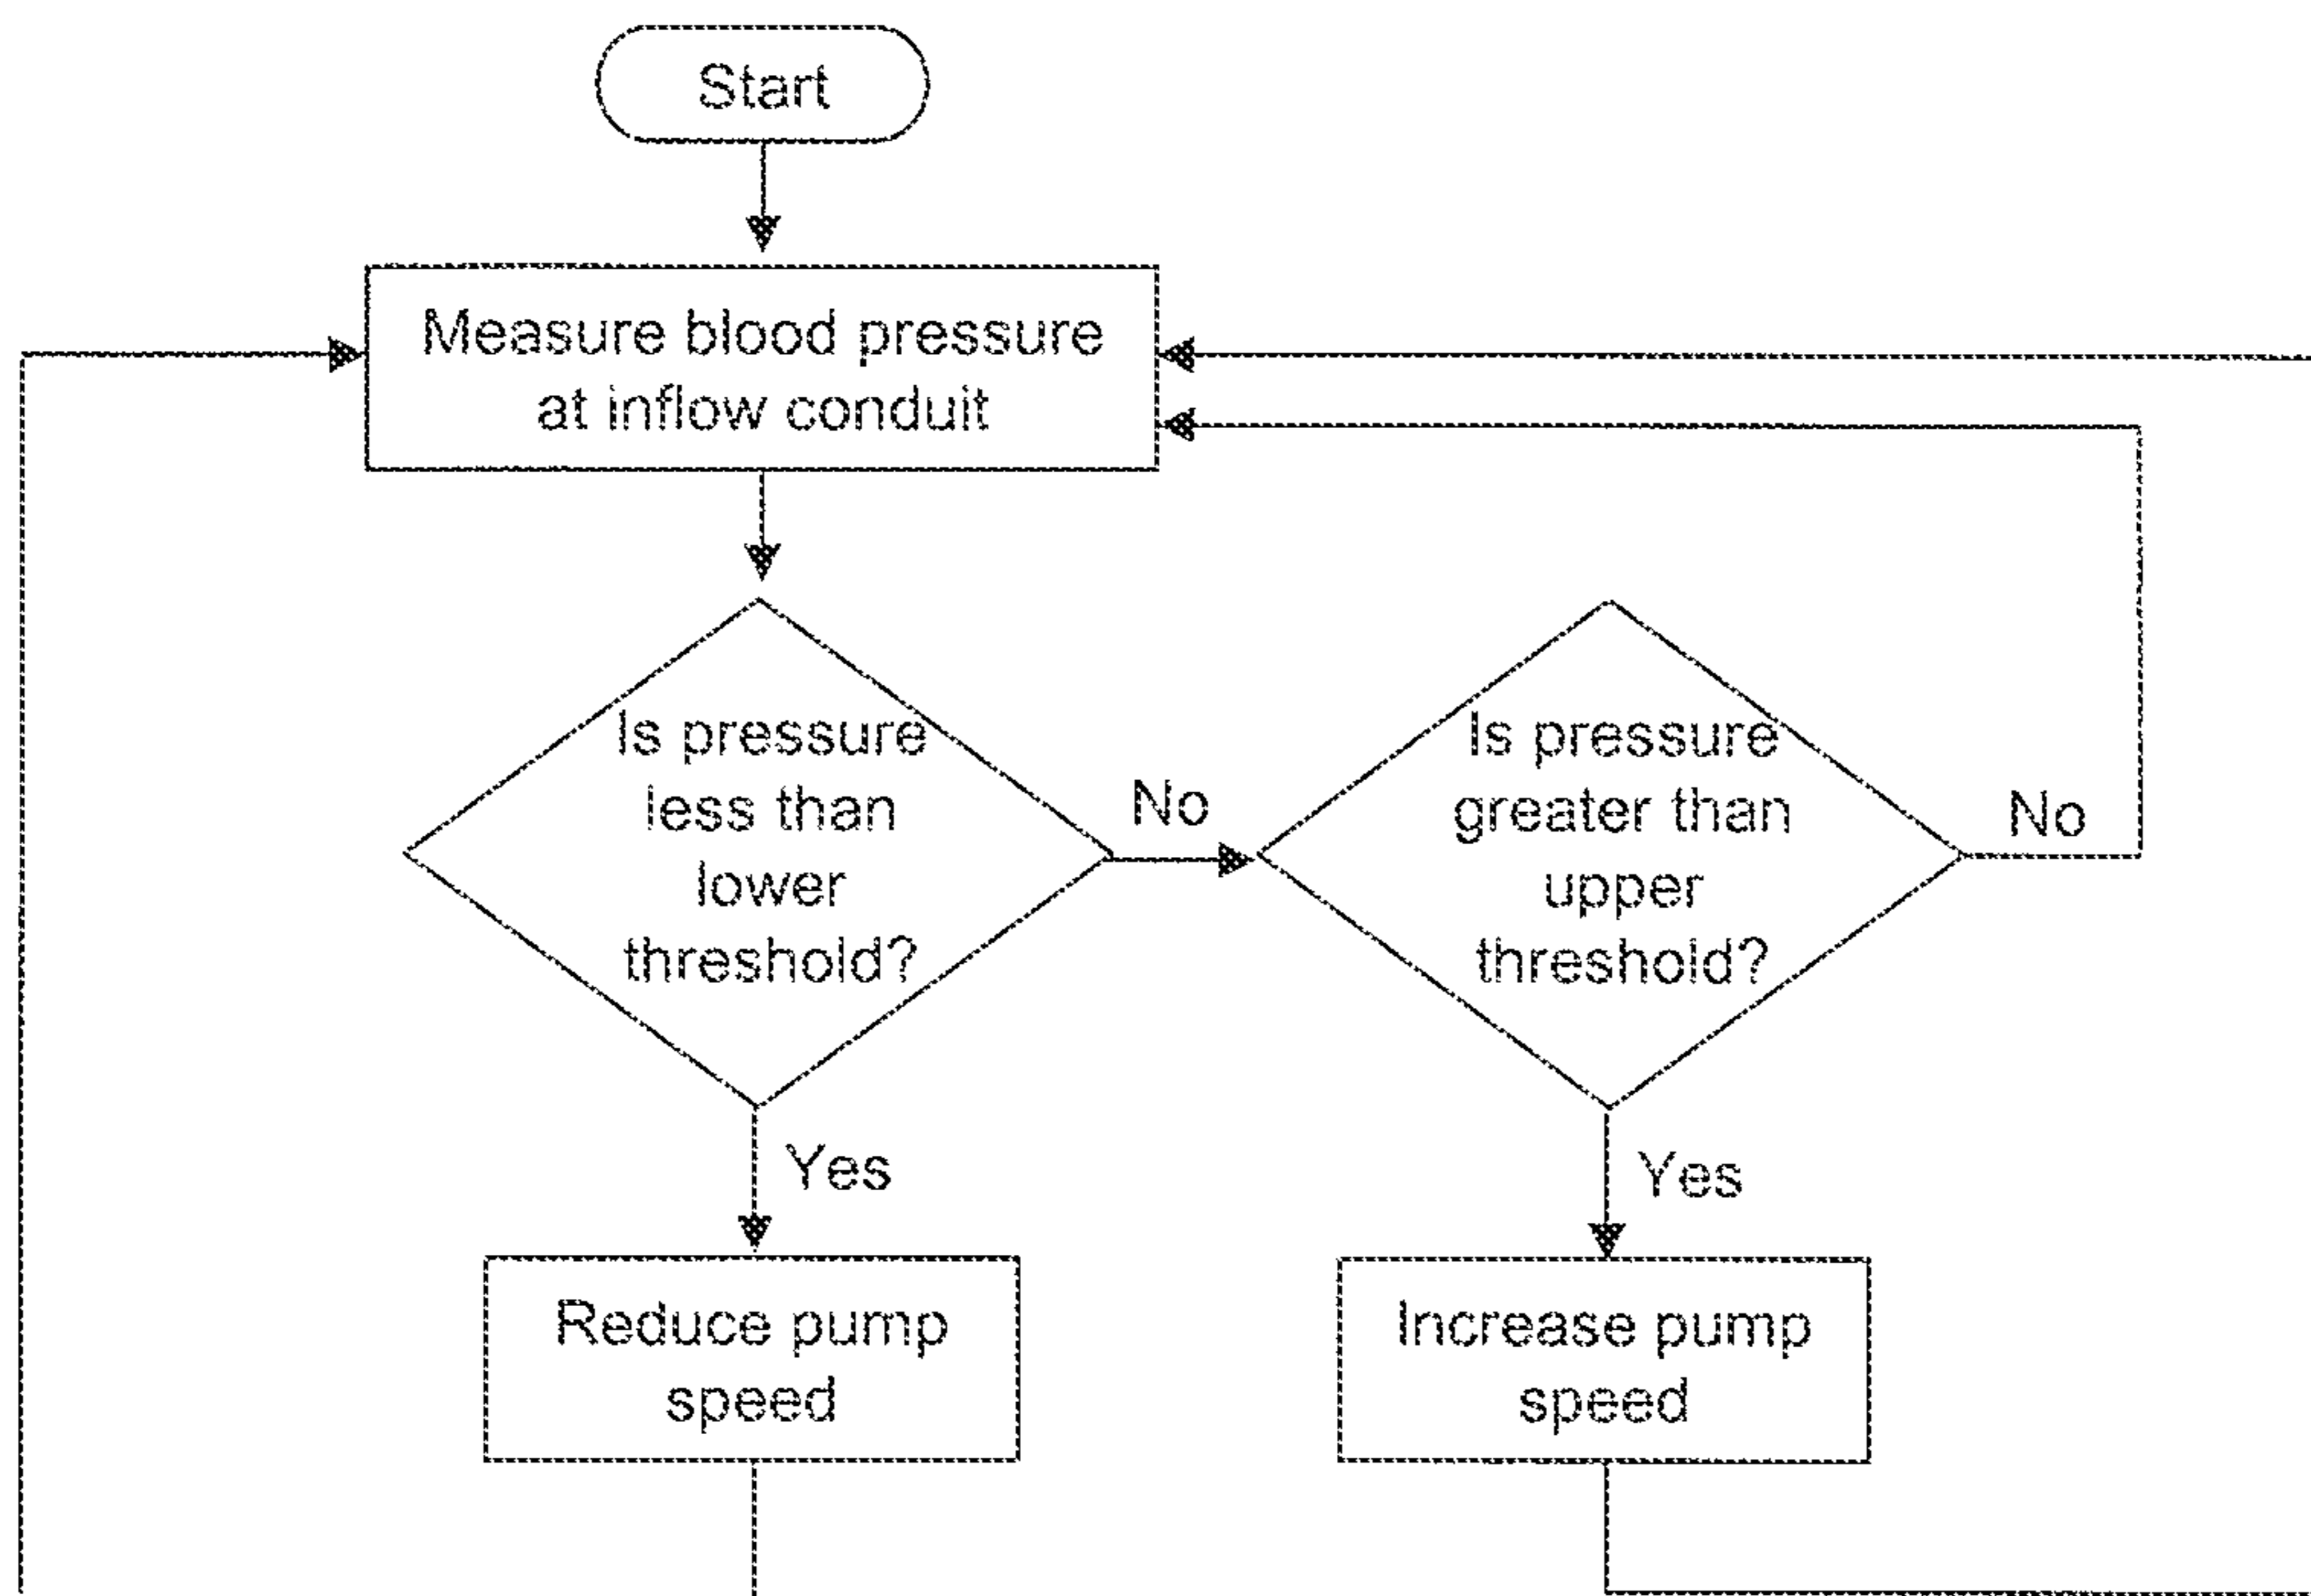 Start
Measure blood pressure
at inflow conduit
Is pressure
less than
lower
threshold?
No
Is pressure
greater than
upper
threshold?
No
Yes
Yes
Reduce pump
speed
Increase pump
speed